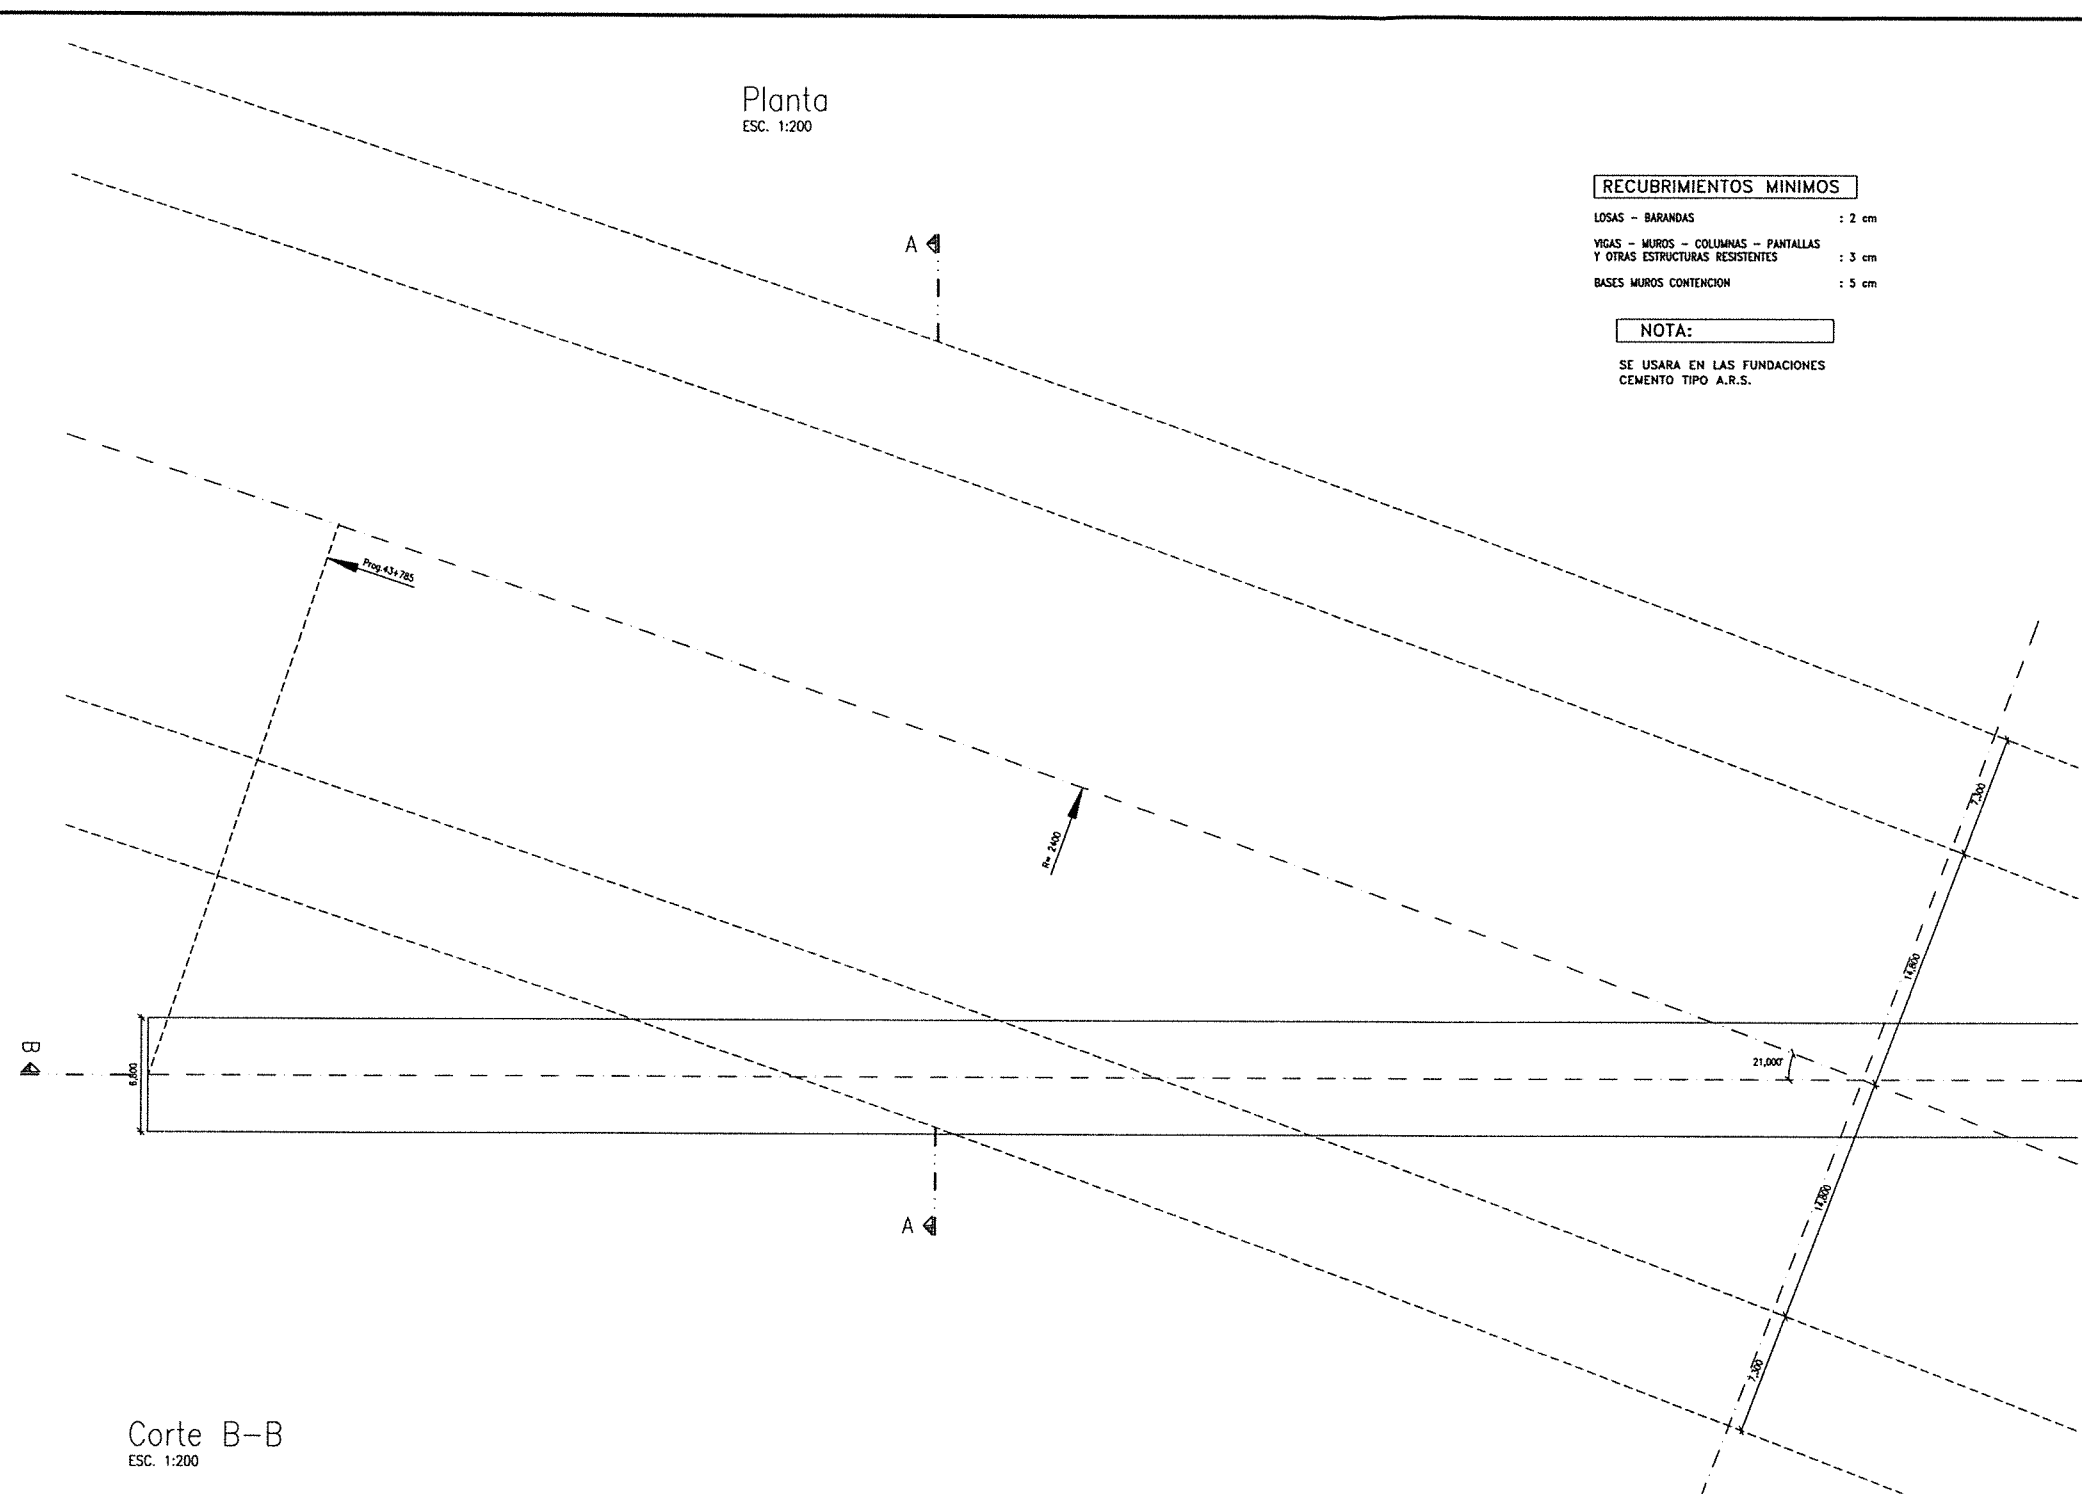 Planta
ESC. 1:200
RECUBRIMIENTOS MINIMOS
LOSAS - BARANDAS : 2 cm
VIGAS - MUROS - COLUMNAS - PANTALLAS
Y OTRAS ESTRUCTURAS RESISTENTES : 3 cm
BASES MUROS CONTENCION : 5 cm
NOTA:
SE USARA EN LAS FUNDACIONES
CEMENTO TIPO A.R.S.
A
Prog.43+785
R= 2400
7,300
14,800
21,000°
B
6,800
14,800
A
7,300
Corte B-B
ESC. 1:200